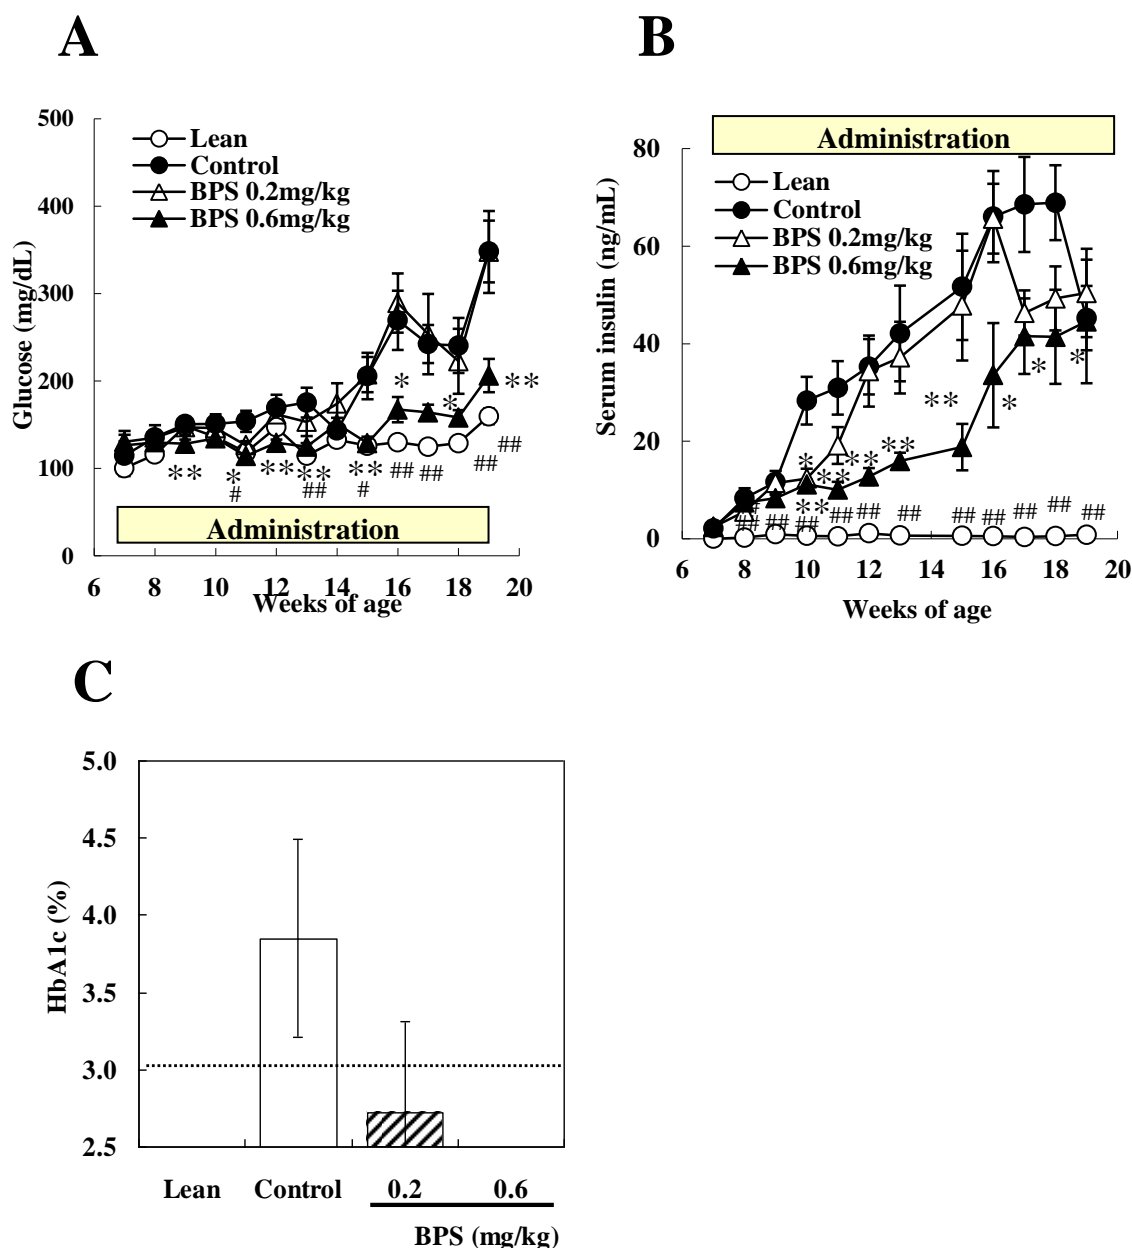 A
B
500
400
300
200
100
0
Glucose (mg/dL)
Lean
Control
BPS 0.2mg/kg
BPS 0.6mg/kg
** * # ** ** ## ** # * ## * ## ** ## ##
Administration
6 8 10 12 14 16 18 20
Weeks of age
Administration
80
60
40
20
0
Serum insulin (ng/mL)
Lean
Control
BPS 0.2mg/kg
BPS 0.6mg/kg
** * * *
* ** ** **
**
## ## ## ## ## ## ## ## ## ## ## ##
6 8 10 12 14 16 18 20
Weeks of age
C
5.0
4.5
4.0
3.5
3.0
2.5
HbA1c (%)
Lean Control 0.2 0.6
BPS (mg/kg)